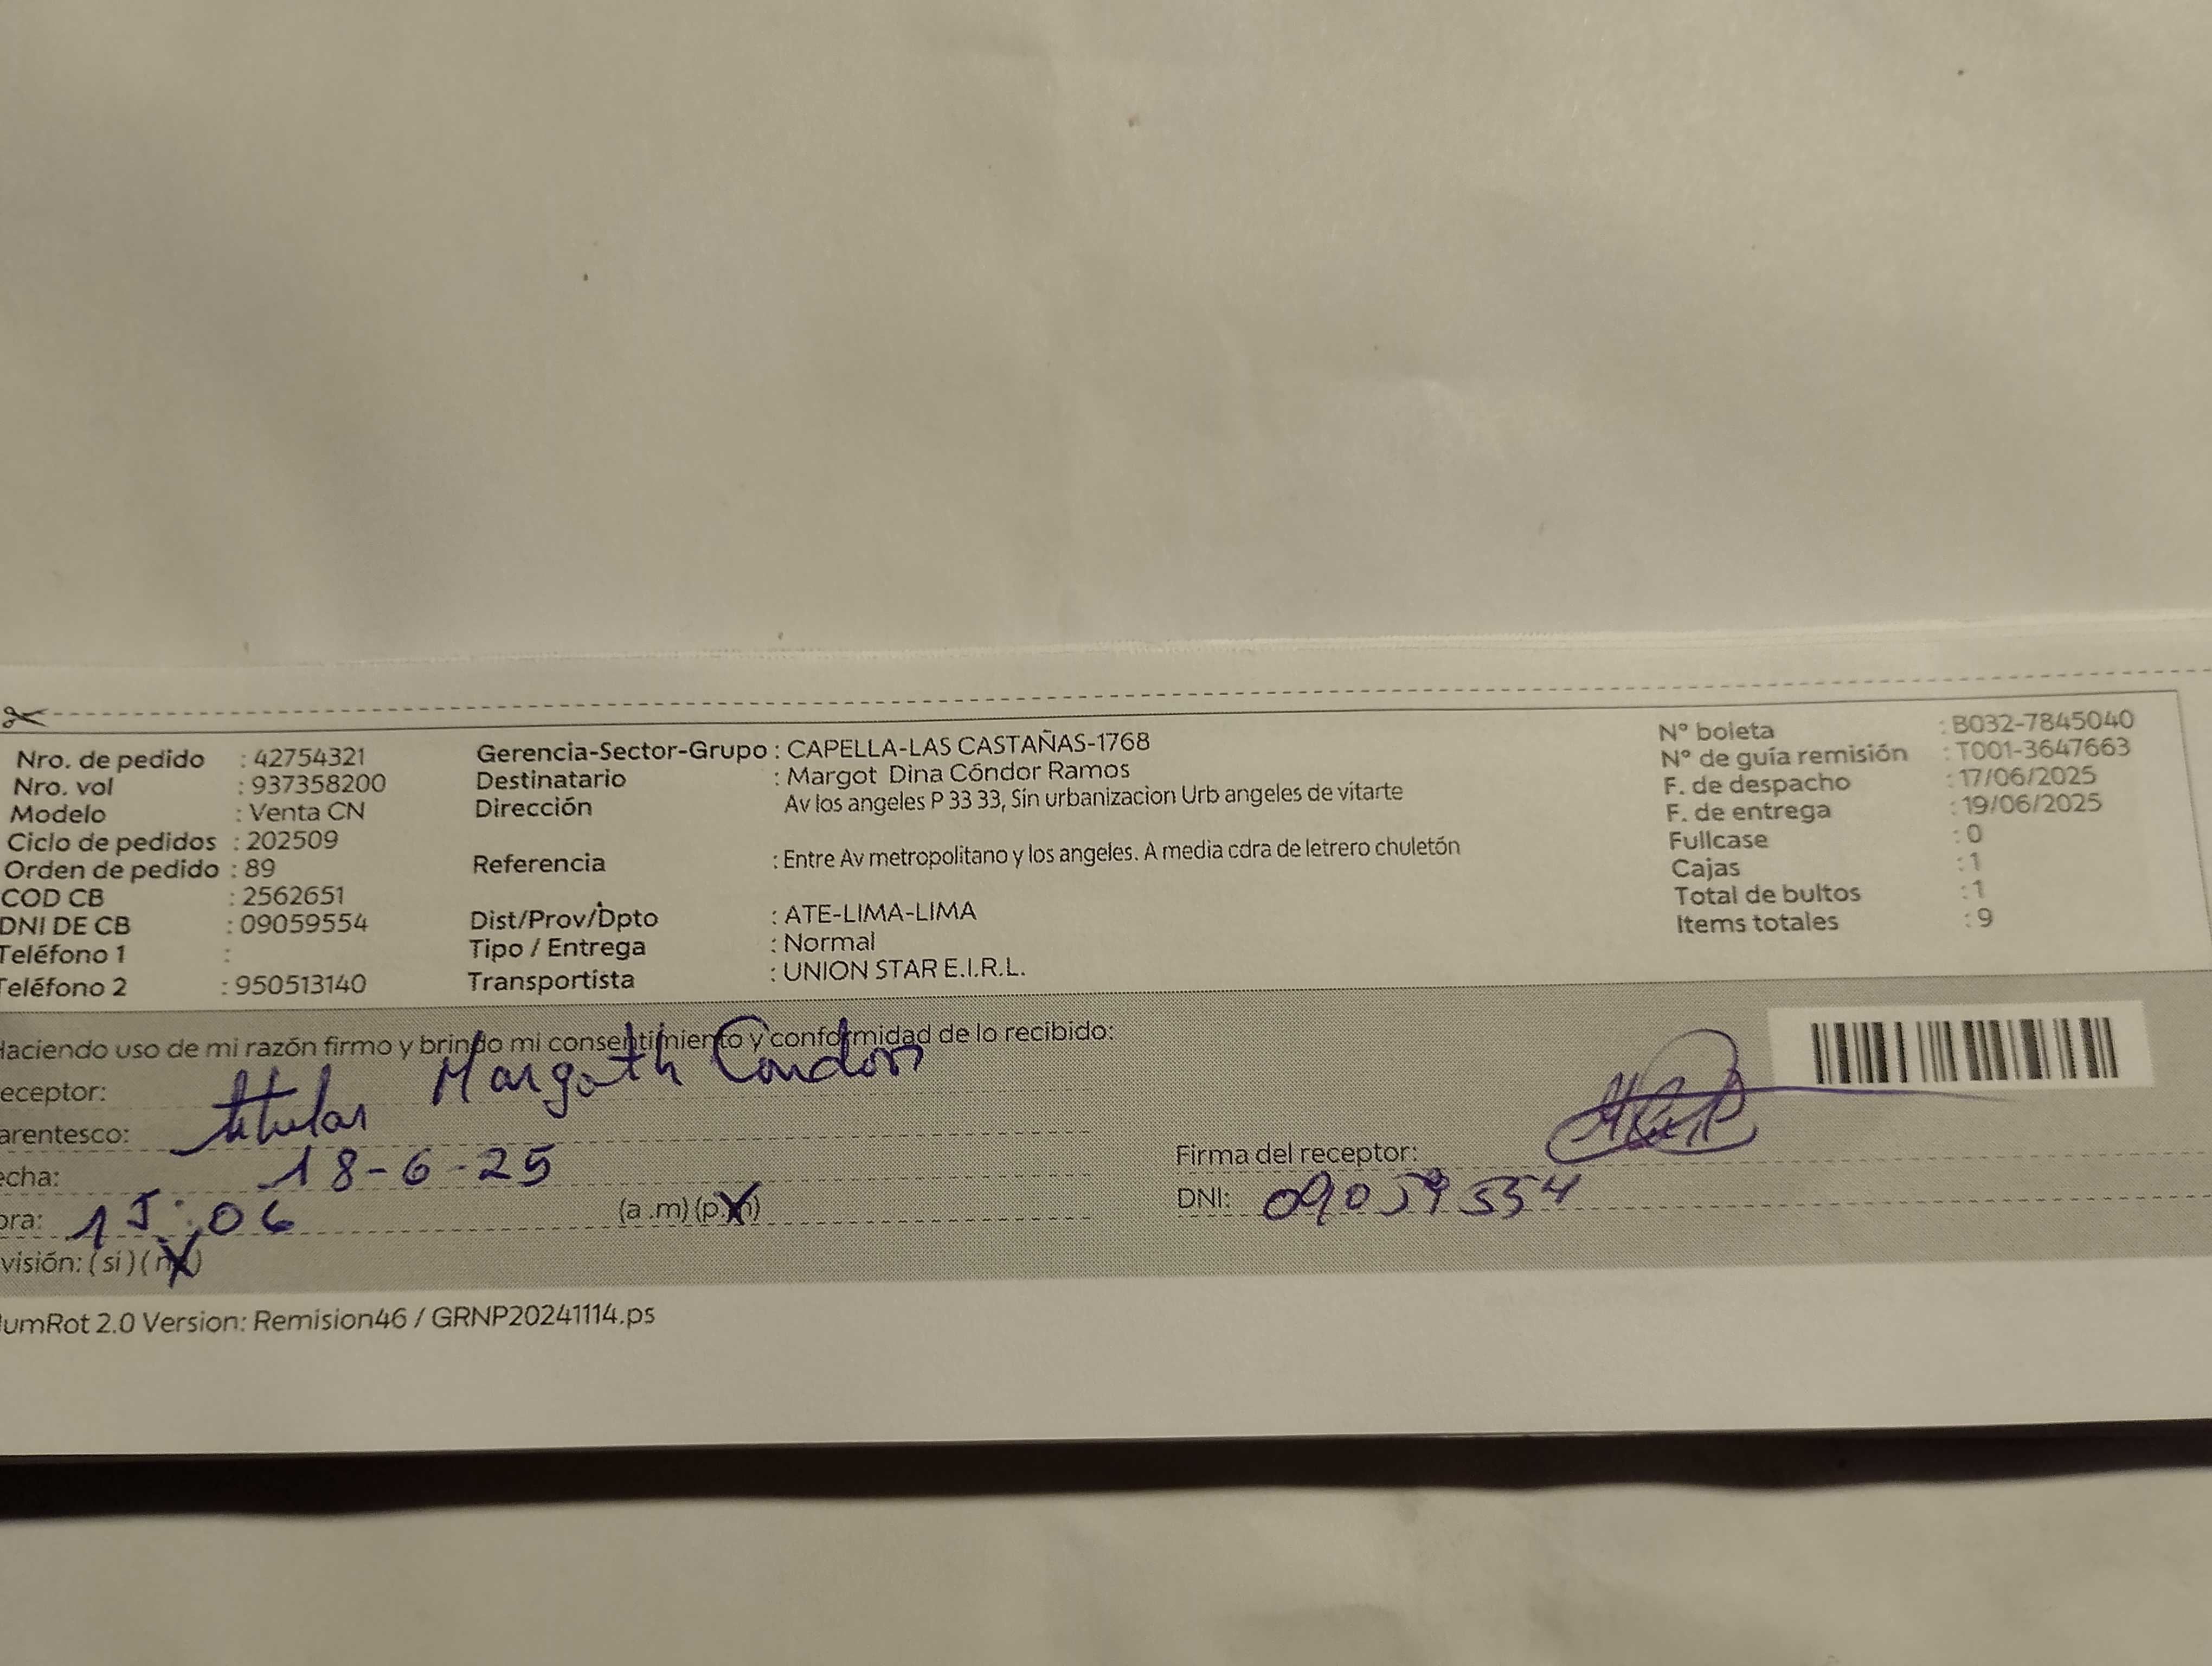 Nro. de pedido : 42754321
Nro. vol : 937358200
Modelo : Venta CN
Ciclo de pedidos : 202509
Orden de pedido : 89
COD CB : 2562651
DNI DE CB : 09059554
Teléfono 1 :
Teléfono 2 : 950513140
Gerencia-Sector-Grupo : CAPELLA-LAS CASTAÑAS-1768
Destinatario : Margot Dina Cóndor Ramos
Dirección Av los angeles P 33 33, Sin urbanizacion Urb angeles de vitarte
Referencia : Entre Av metropolitano y los angeles. A media cdra de letrero chuletón
Dist/Prov/Dpto : ATE-LIMA-LIMA
Tipo / Entrega : Normal
Transportista : UNION STAR E.I.R.L.
N° boleta : B032-7845040
N° de guía remisión : T001-3647663
F. de despacho : 17/06/2025
F. de entrega : 19/06/2025
Fullcase : 0
Cajas : 1
Total de bultos : 1
Items totales : 9
Haciendo uso de mi razón firmo y brindo mi consentimiento y conformidad de lo recibido:
eceptor: Margoth Condor
arentesco: titular
echa: 18-6-25
ora: 15:06 (a .m) (p.m)
visión: ( si ) ( no )
Firma del receptor:
DNI: 09059554
umRot 2.0 Version: Remision46 / GRNP20241114.ps